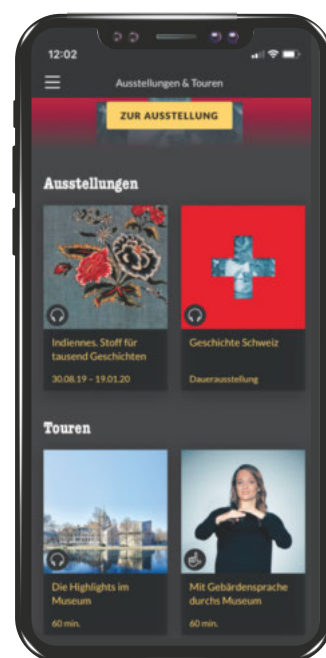 12:02
Ausstellungen & Touren
ZUR AUSSTELLUNG
Ausstellungen
Indiennes. Stoff für
tausend Geschichten
30.08.19 – 19.01.20
Geschichte Schweiz
Dauerausstellung
Touren
Die Highlights im
Museum
60 min.
Mit Gebärdensprache
durchs Museum
60 min.